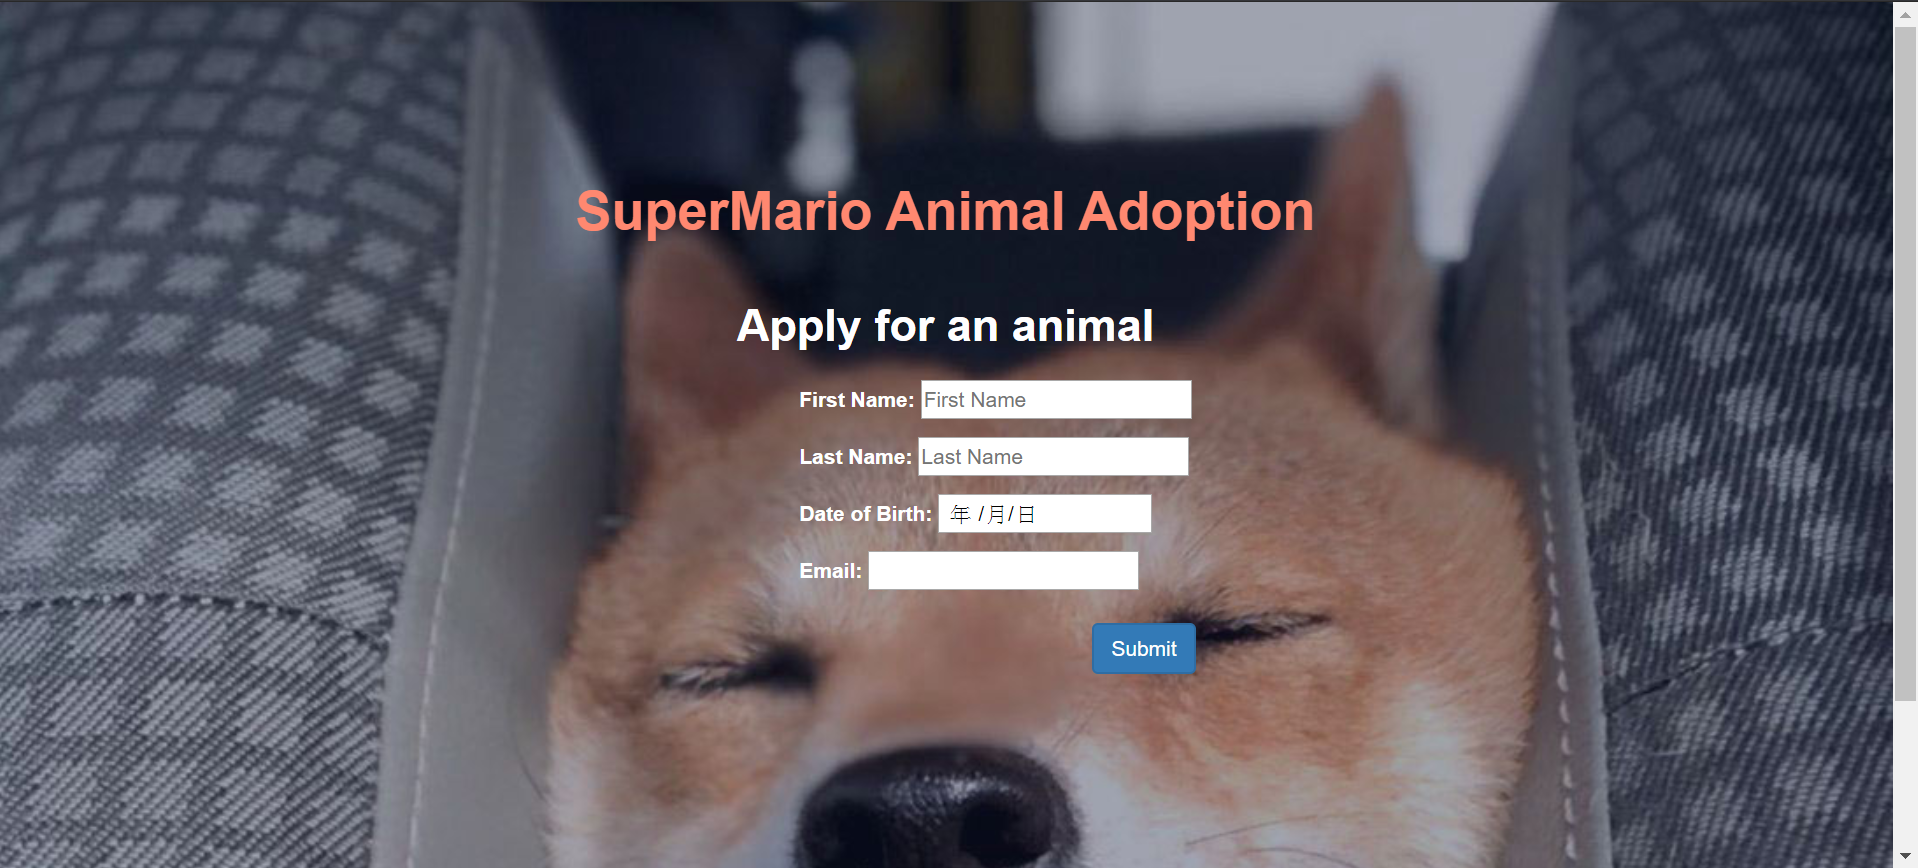 SuperMario Animal Adoption
Apply for an animal
First Name: First Name
Last Name: Last Name
Date of Birth: 年 /月/日
Email:
Submit